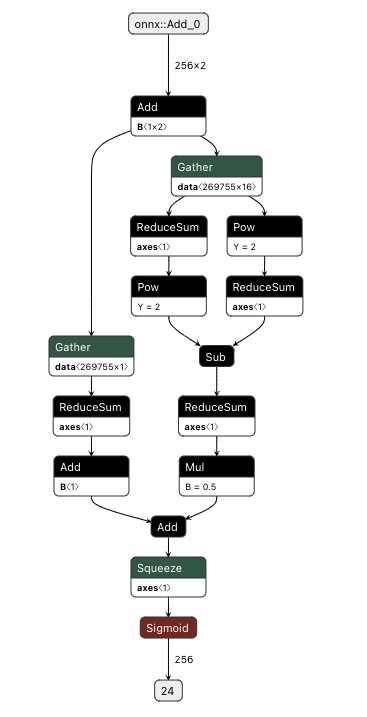 onnx::Add_0
256×2
Add
B⟨1×2⟩
Gather
data⟨269755×16⟩
ReduceSum
axes⟨1⟩
Pow
Y = 2
Pow
Y = 2
ReduceSum
axes⟨1⟩
Sub
Gather
data⟨269755×1⟩
ReduceSum
axes⟨1⟩
ReduceSum
axes⟨1⟩
Add
B⟨1⟩
Mul
B = 0.5
Add
Squeeze
axes⟨1⟩
Sigmoid
256
24